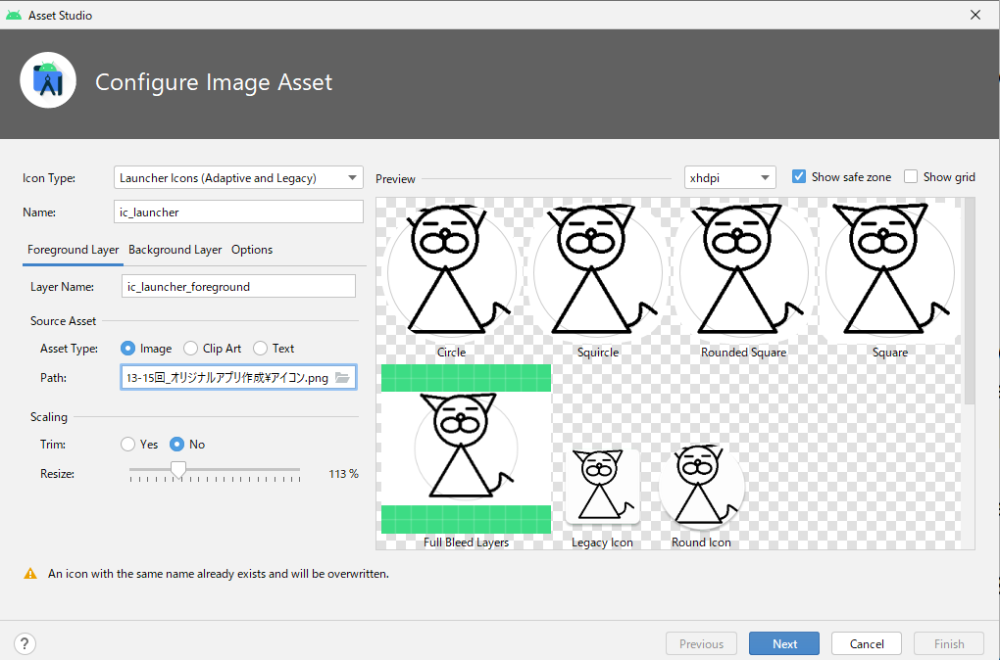 Asset Studio
Configure Image Asset
Icon Type:
Launcher Icons (Adaptive and Legacy)
Name:
ic_launcher
Foreground Layer
Background Layer
Options
Layer Name:
ic_launcher_foreground
Source Asset
Asset Type:
Image
Clip Art
Text
Path:
13-15回_オリジナルアプリ作成¥アイコン.png
Scaling
Trim:
Yes
No
Resize:
113 %
Preview
xhdpi
Show safe zone
Show grid
Circle
Squircle
Rounded Square
Square
Full Bleed Layers
Legacy Icon
Round Icon
An icon with the same name already exists and will be overwritten.
?
Previous
Next
Cancel
Finish